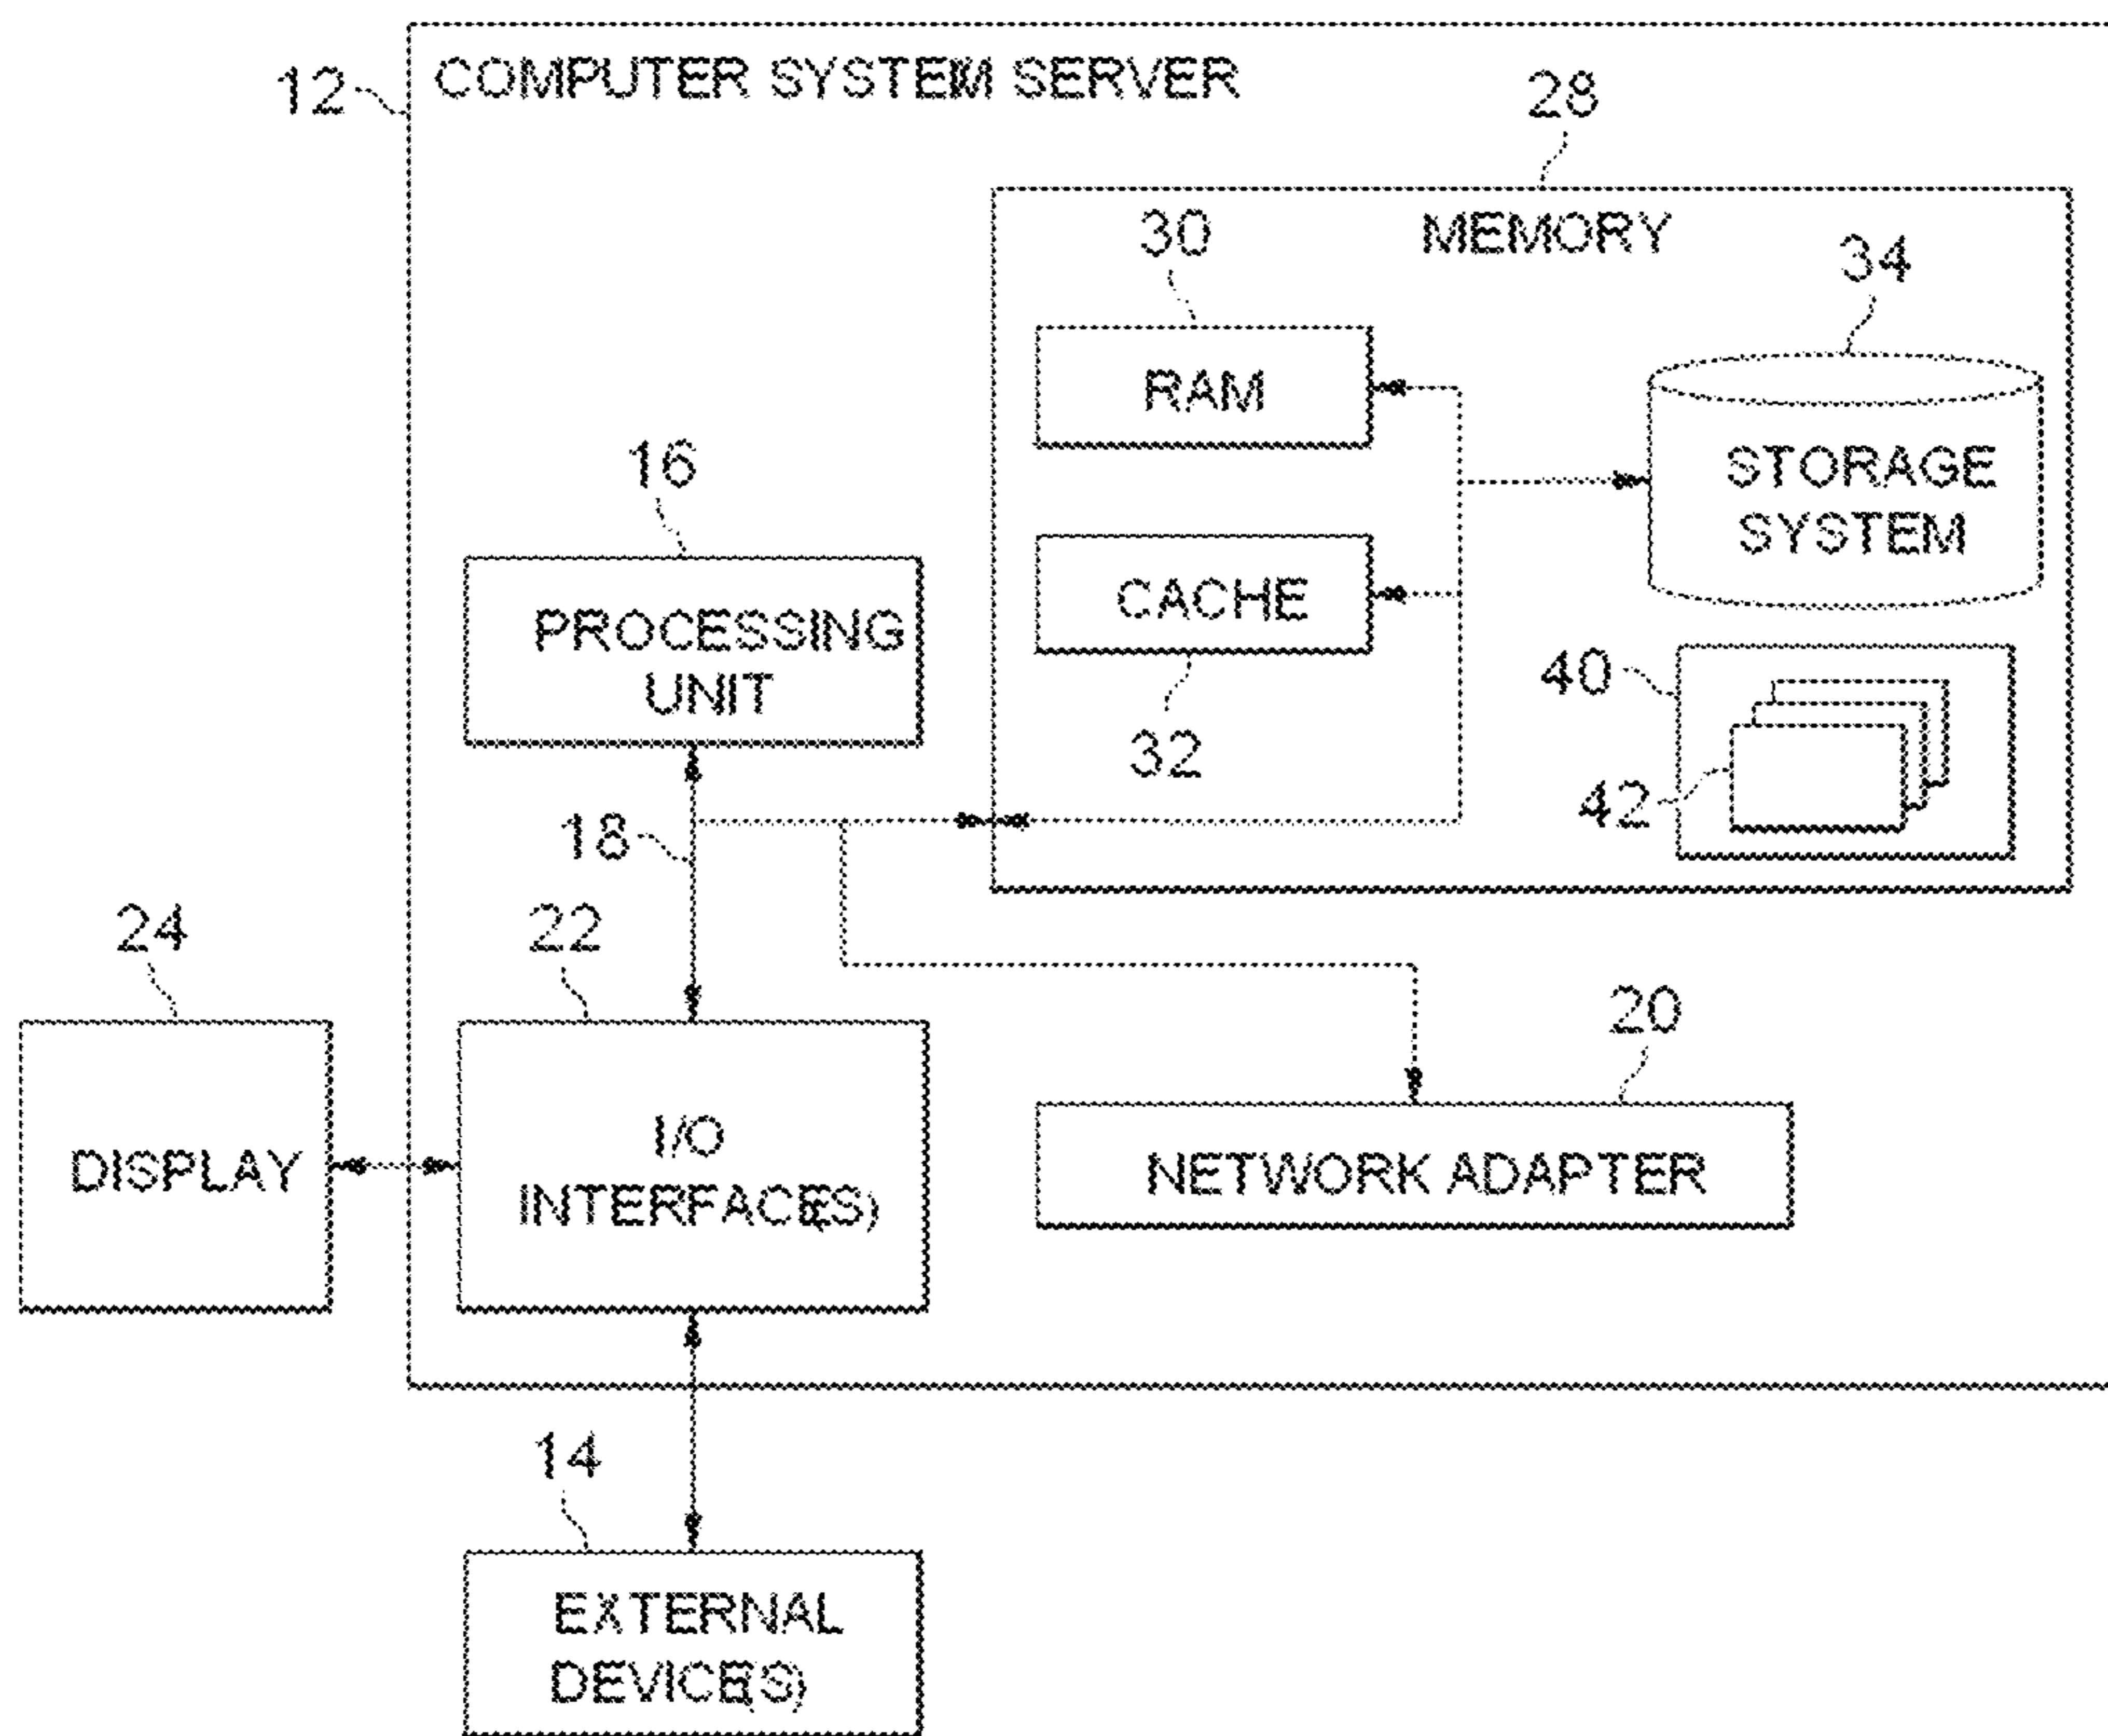 12
COMPUTER SYSTEM SERVER
28
MEMORY
30
34
RAM
STORAGE
SYSTEM
16
PROCESSING
UNIT
CACHE
32
40
42
18
24
22
20
DISPLAY
I/O
INTERFACE(S)
NETWORK ADAPTER
14
EXTERNAL
DEVICE(S)